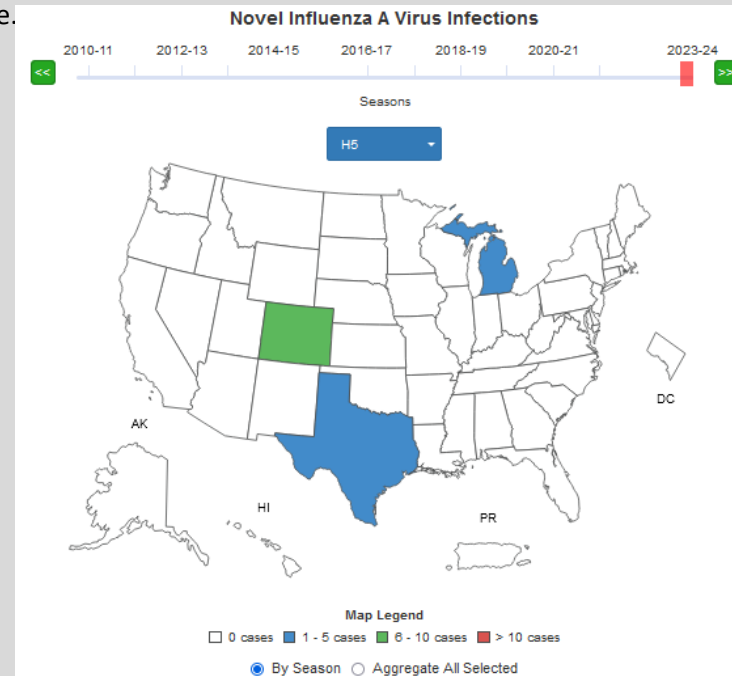 e.
Novel Influenza A Virus Infections
2010-11 2012-13 2014-15 2016-17 2018-19 2020-21 2023-24
<< >>
Seasons
H5
DC
AK
HI
PR
Map Legend
0 cases 1 - 5 cases 6 - 10 cases > 10 cases
By Season Aggregate All Selected